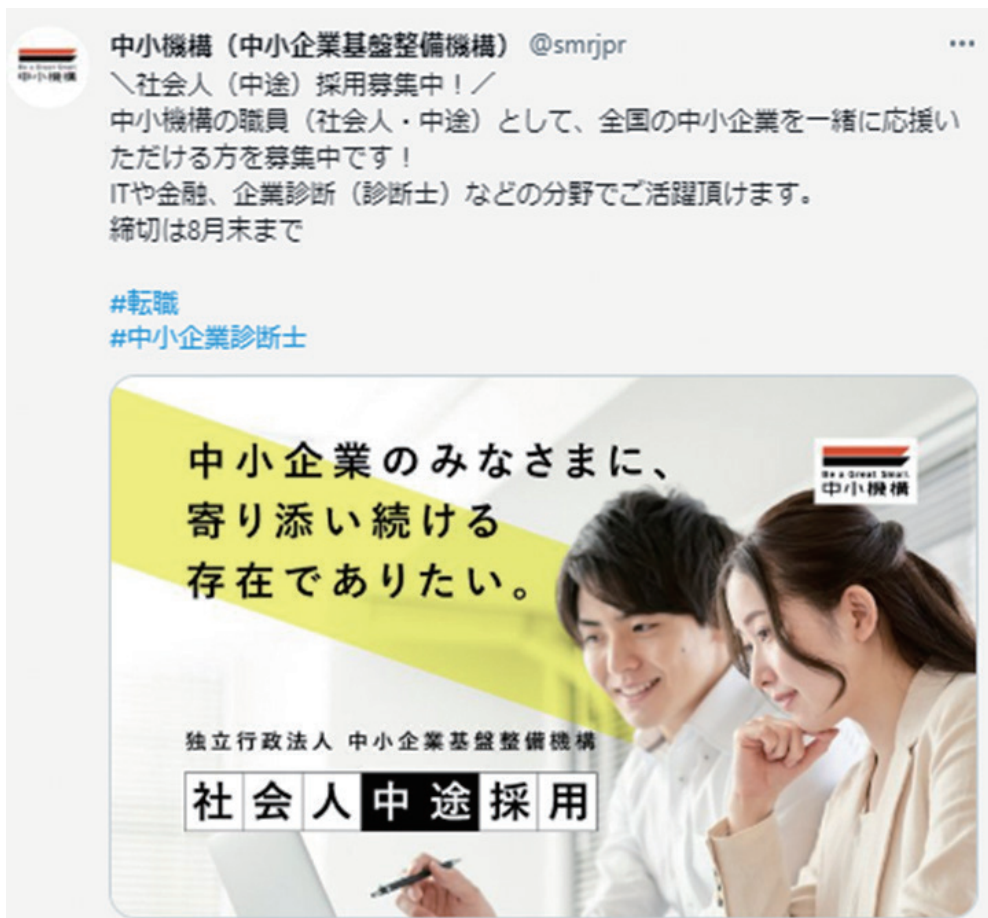 中小機構（中小企業基盤整備機構） @smrjpr
＼社会人（中途）採用募集中！／
中小機構の職員（社会人・中途）として、全国の中小企業を一緒に応援い
ただける方を募集中です！
ITや金融、企業診断（診断士）などの分野でご活躍頂けます。
締切は8月末まで
#転職
#中小企業診断士
中小企業のみなさまに、
寄り添い続ける
存在でありたい。
Be a Great Small.
中小機構
独立行政法人 中小企業基盤整備機構
社会人中途採用